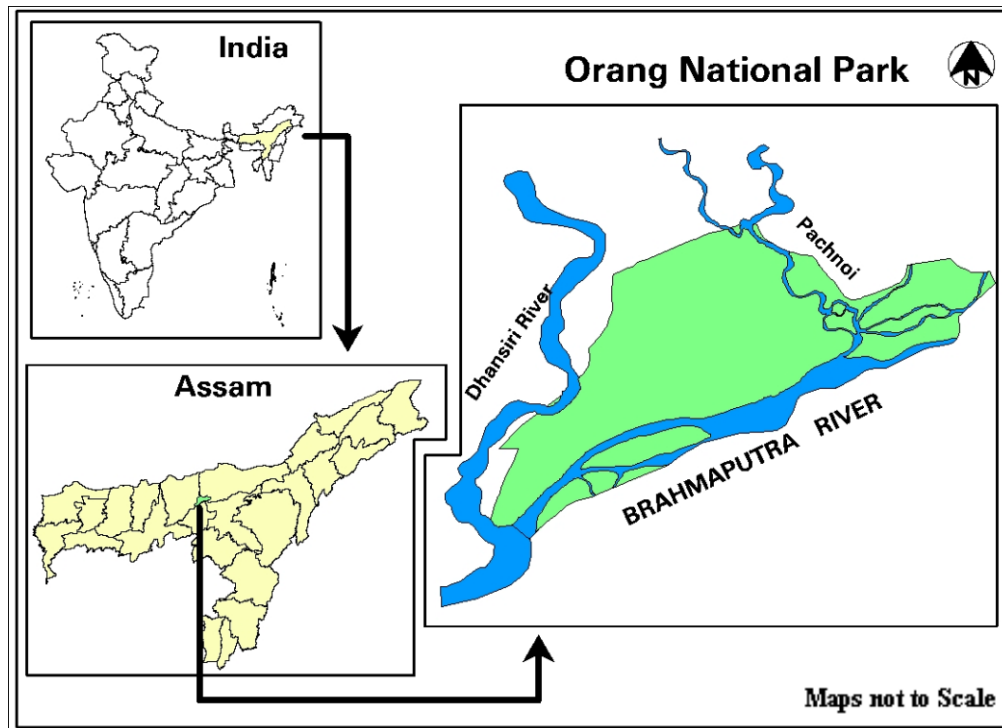 India
Orang National Park
N
Pachnoi
Dhansiri River
Assam
BRAHMAPUTRA RIVER
Maps not to Scale